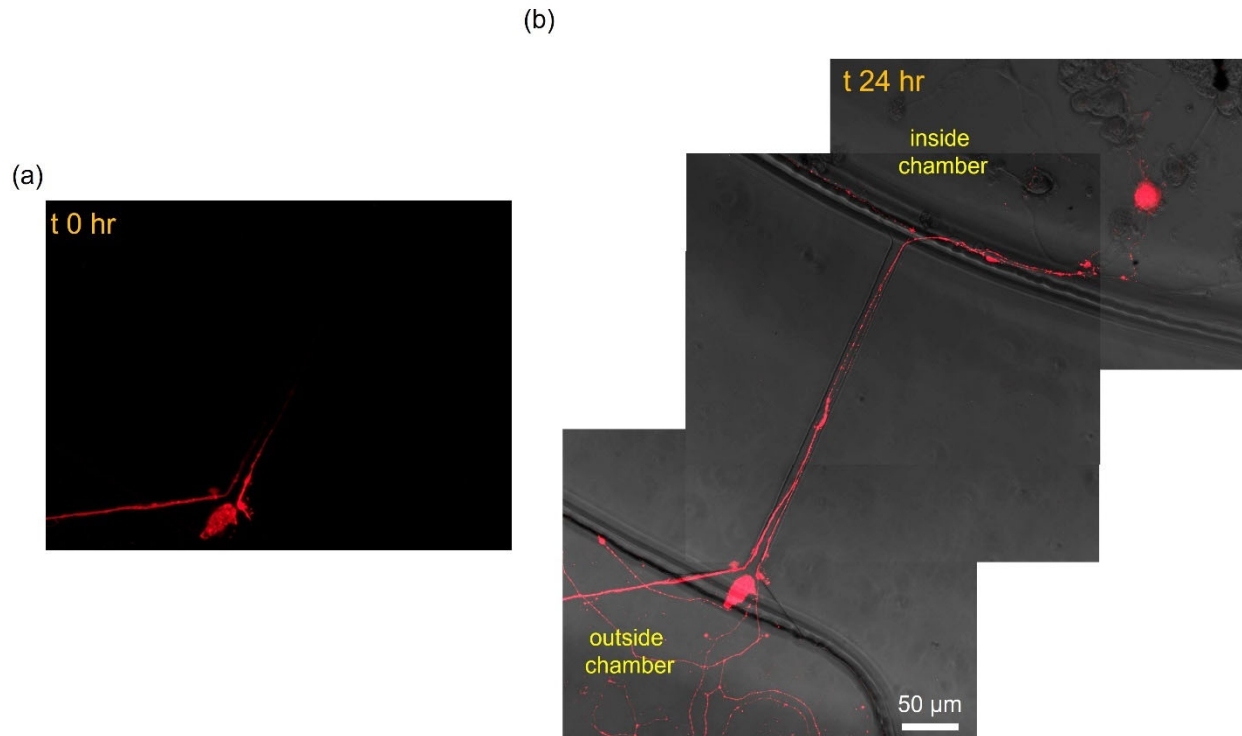 (a)
t 0 hr
(b)
t 24 hr
inside
chamber
outside
chamber
50 µm